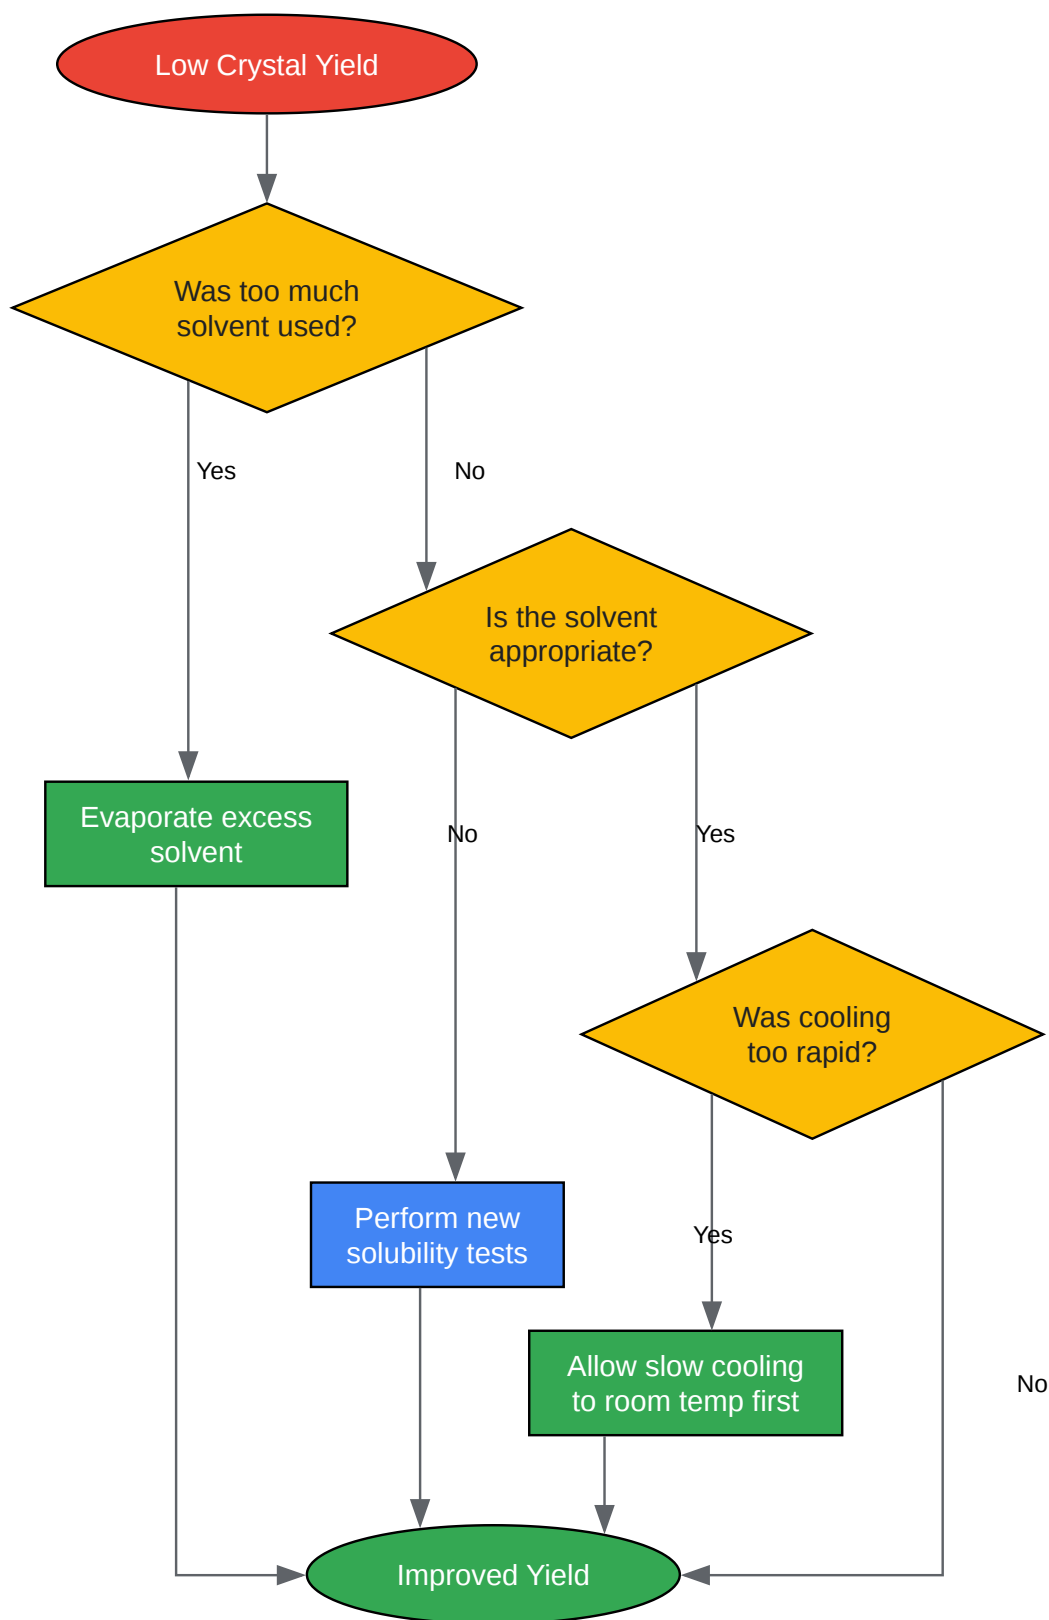 Low Crystal Yield
Was too much
solvent used?
Yes
No
Is the solvent
appropriate?
Evaporate excess
solvent
No
Yes
Was cooling
too rapid?
Perform new
solubility tests
Yes
Allow slow cooling
to room temp first
No
Improved Yield